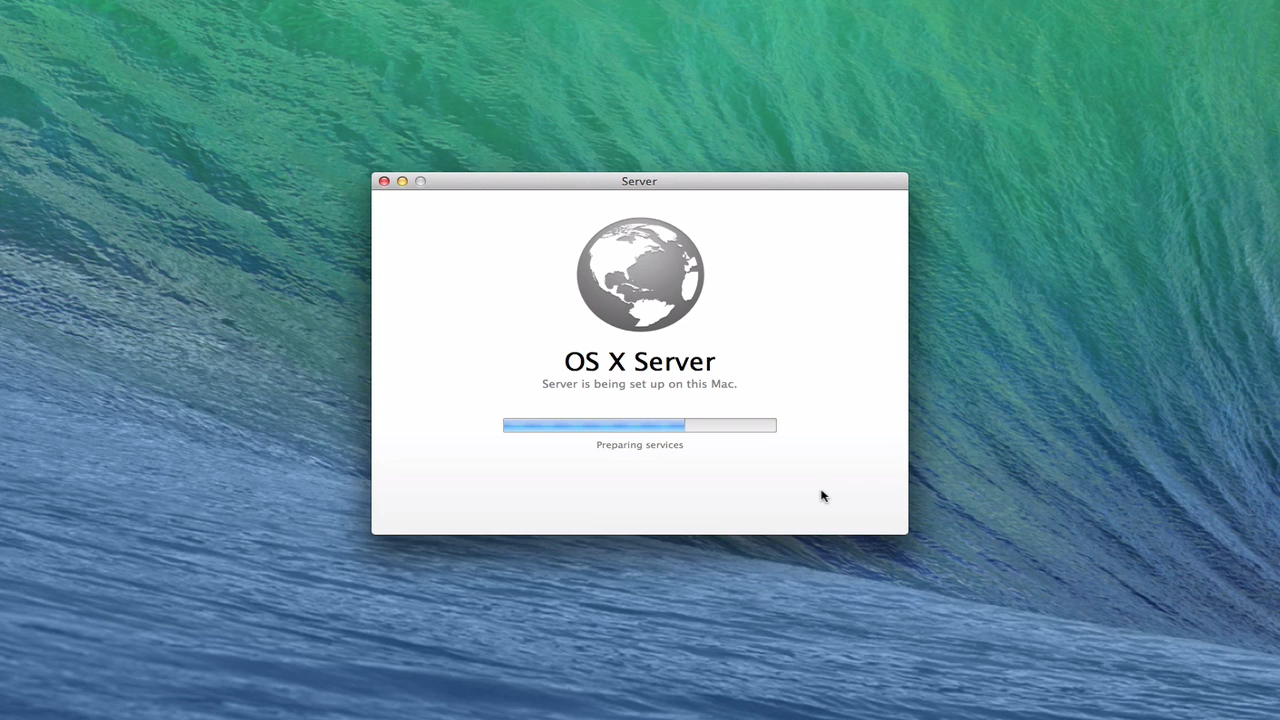 Server
OS X Server
Server is being set up on this Mac.
Preparing services